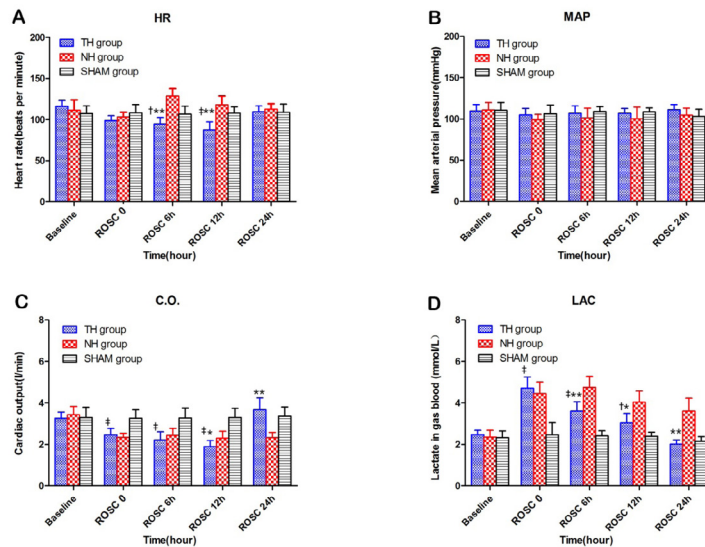 A
HR
TH group
NH group
SHAM group
200
150
100
50
0
Heart rate(beats per minute)
†**
‡**
Baseline
ROSC 0
ROSC 6h
ROSC 12h
ROSC 24h
Time(hour)
B
MAP
TH group
NH group
SHAM group
200
150
100
50
0
Mean arterial pressure(mmHg)
Baseline
ROSC 0
ROSC 6h
ROSC 12h
ROSC 24h
Time(hour)
C
C.O.
TH group
NH group
SHAM group
8
6
4
2
0
Cardiac output(l/min)
‡
‡
‡*
**
Baseline
ROSC 0
ROSC 6h
ROSC 12h
ROSC 24h
Time(hour)
D
LAC
TH group
NH group
SHAM group
8
6
4
2
0
Lactate in gas blood (mmol/L)
‡
‡**
†*
**
Baseline
ROSC 0
ROSC 6h
ROSC 12h
ROSC 24h
Time(hour)